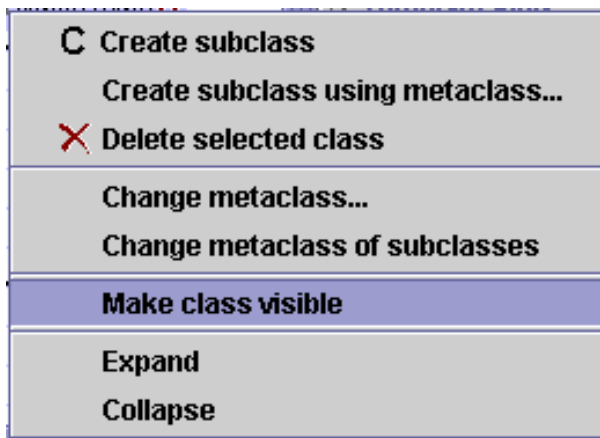 C Create subclass
Create subclass using metaclass...
Delete selected class
Change metaclass...
Change metaclass of subclasses
Make class visible
Expand
Collapse